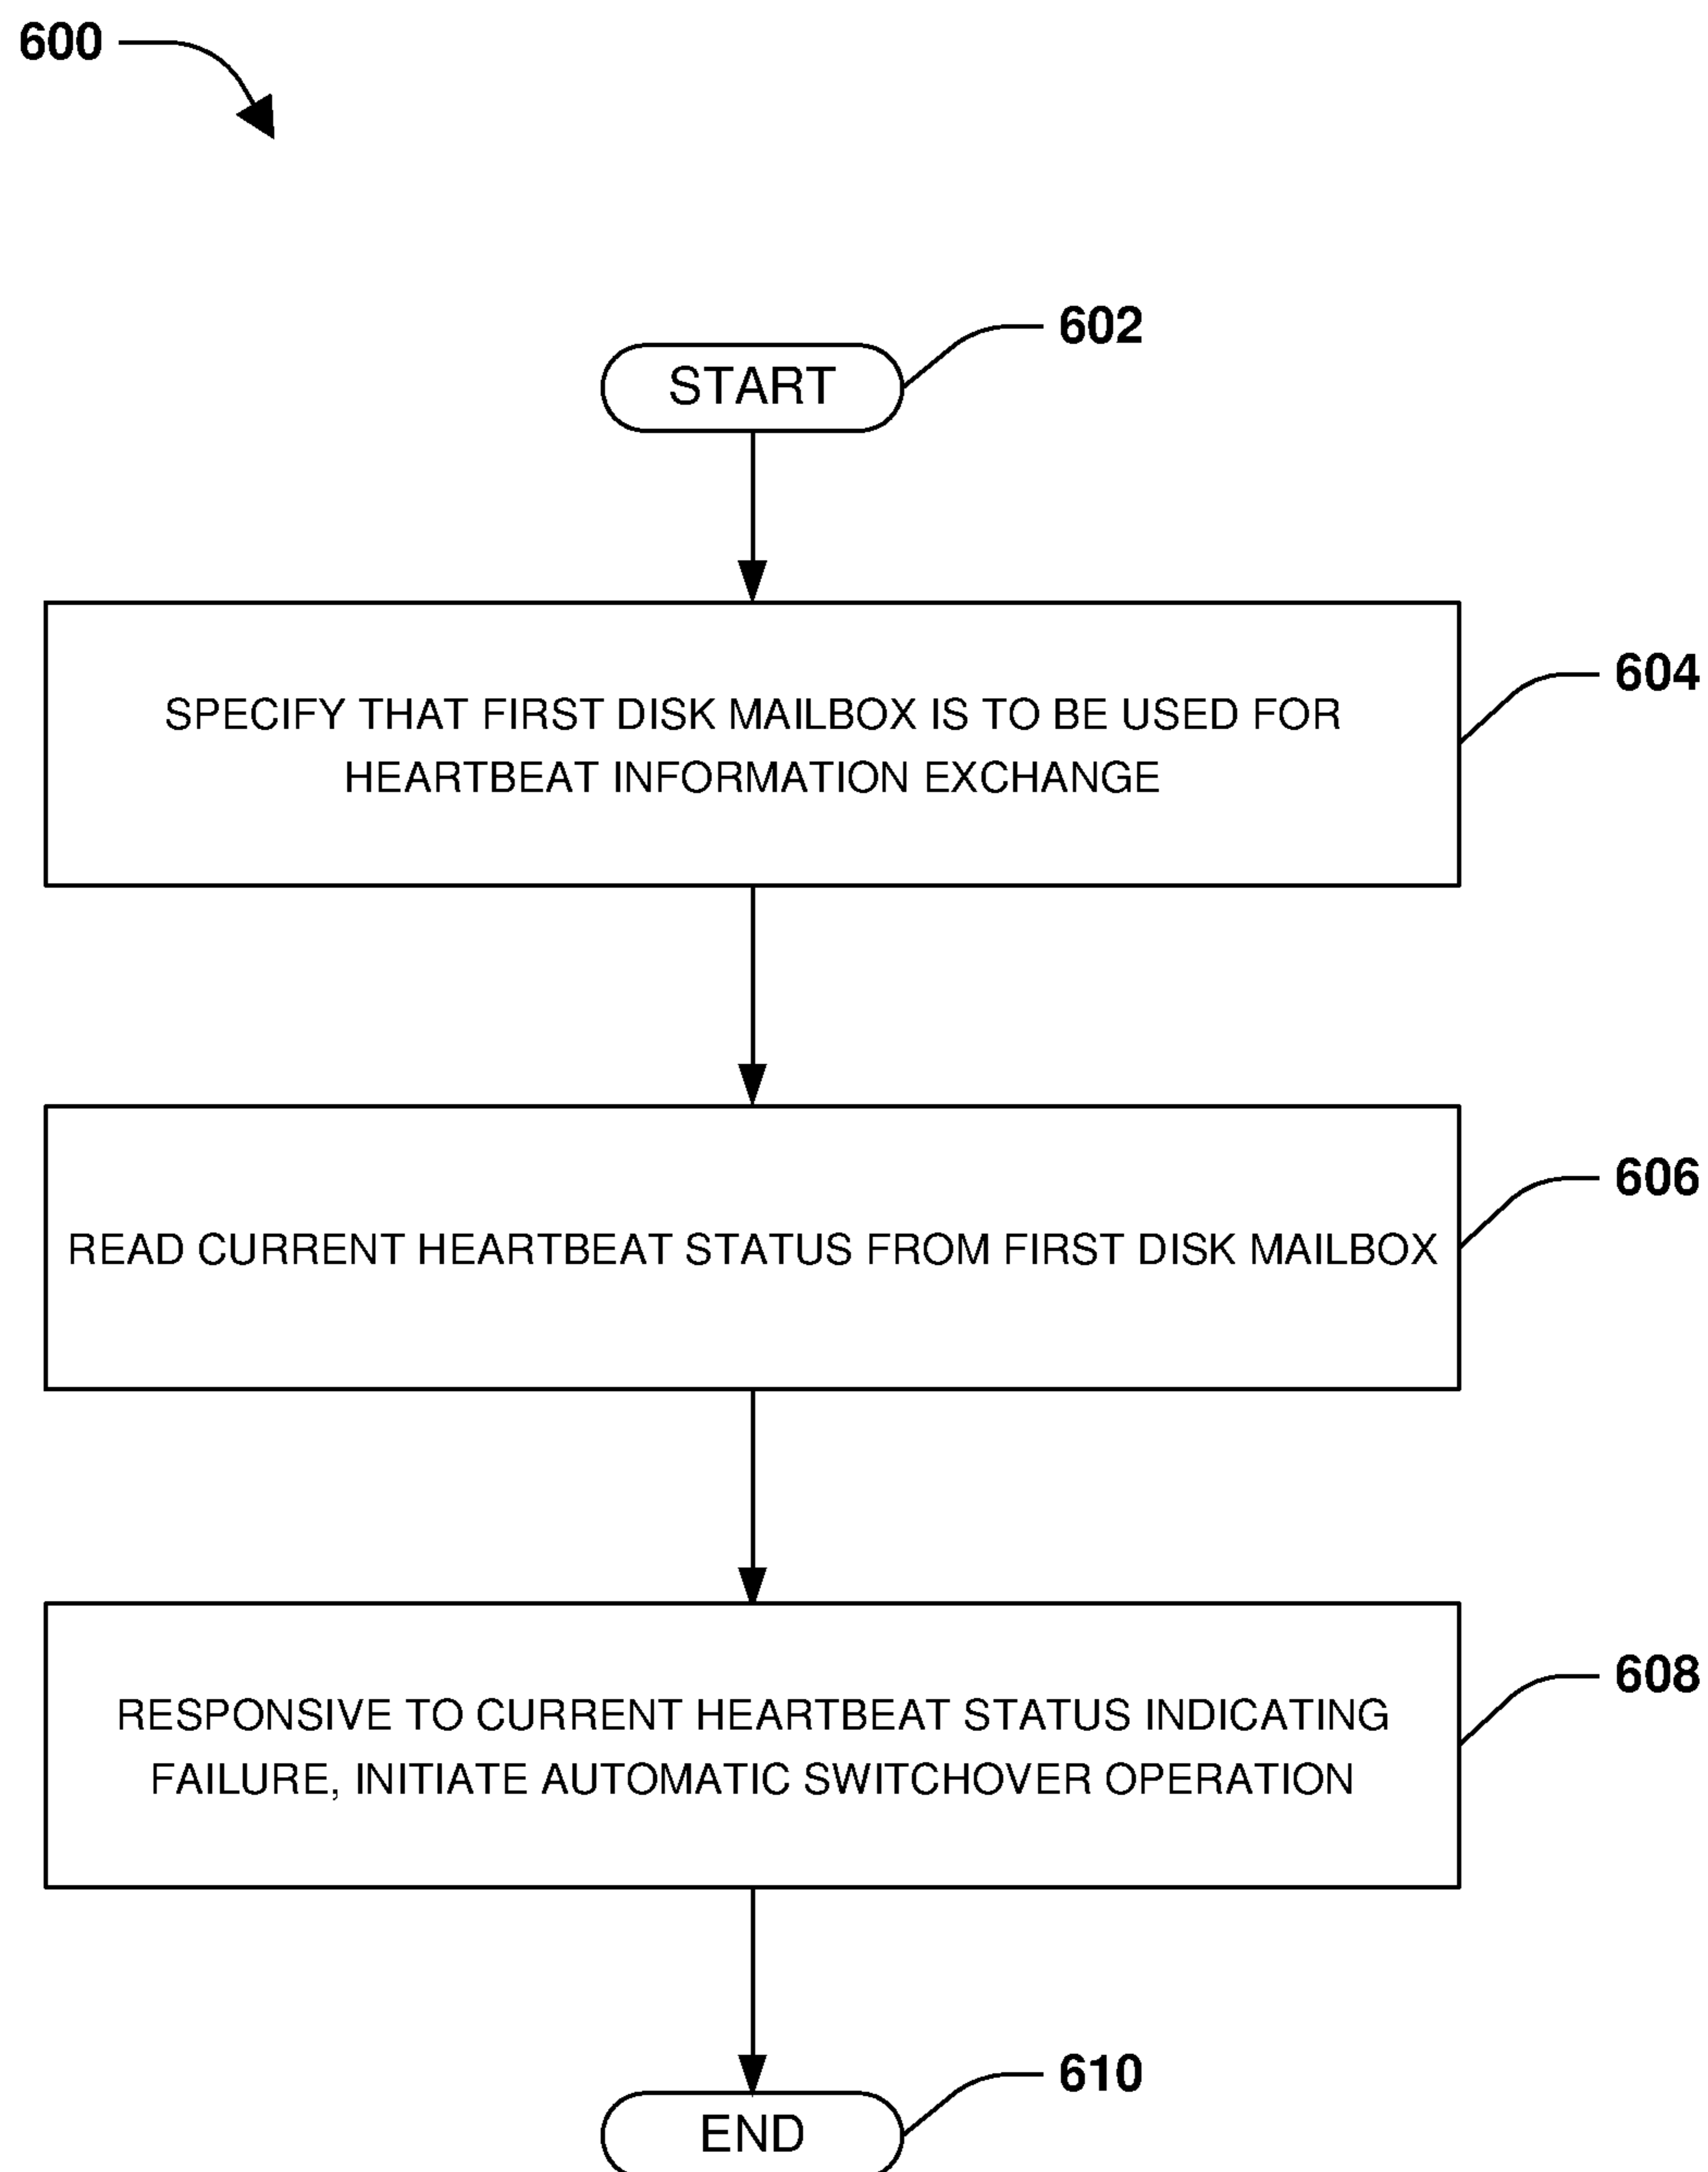 600
602
START
604
SPECIFY THAT FIRST DISK MAILBOX IS TO BE USED FOR
HEARTBEAT INFORMATION EXCHANGE
606
READ CURRENT HEARTBEAT STATUS FROM FIRST DISK MAILBOX
608
RESPONSIVE TO CURRENT HEARTBEAT STATUS INDICATING
FAILURE, INITIATE AUTOMATIC SWITCHOVER OPERATION
610
END